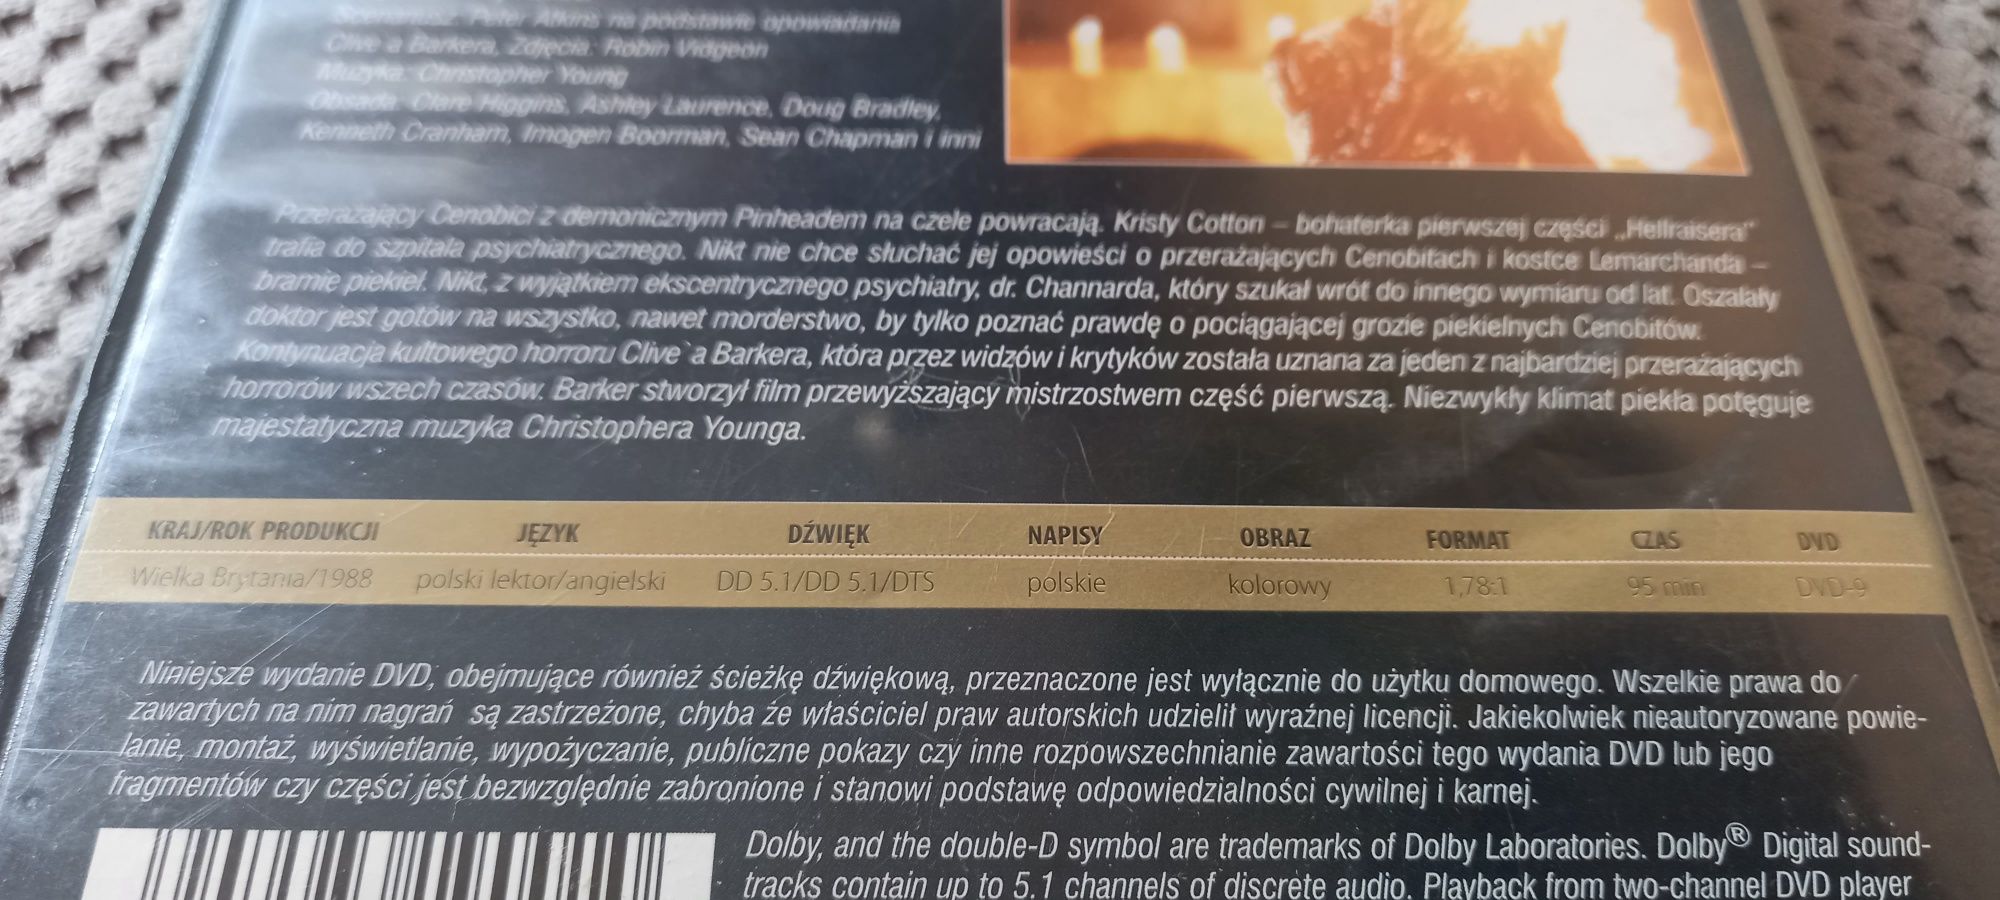 Scenariusz: Peter Atkins na podstawie opowiadania
Clive`a Barkera, Zdjęcia: Robin Vidgeon
Muzyka: Christopher Young
Obsada: Clare Higgins, Ashley Laurence, Doug Bradley,
Kenneth Cranham, Imogen Boorman, Sean Chapman i inni
Przerażający Cenobici z demonicznym Pinheadem na czele powracają. Kristy Cotton – bohaterka pierwszej części „Hellraisera”
trafia do szpitala psychiatrycznego. Nikt nie chce słuchać jej opowieści o przerażających Cenobitach i kostce Lemarchanda –
bramie piekieł. Nikt, z wyjątkiem ekscentrycznego psychiatry, dr. Channarda, który szukał wrót do innego wymiaru od lat. Oszalały
doktor jest gotów na wszystko, nawet morderstwo, by tylko poznać prawdę o pociągającej grozie piekielnych Cenobitów.
Kontynuacja kultowego horroru Clive`a Barkera, która przez widzów i krytyków została uznana za jeden z najbardziej przerażających
horrorów wszech czasów. Barker stworzył film przewyższający mistrzostwem część pierwszą. Niezwykły klimat piekła potęguje
majestatyczna muzyka Christophera Younga.
KRAJ/ROK PRODUKCJI JĘZYK DŹWIĘK NAPISY OBRAZ FORMAT CZAS DVD
Wielka Brytania/1988 polski lektor/angielski DD 5.1/DD 5.1/DTS polskie kolorowy 1,78:1 95 min DVD-9
Niniejsze wydanie DVD, obejmujące również ścieżkę dźwiękową, przeznaczone jest wyłącznie do użytku domowego. Wszelkie prawa do
zawartych na nim nagrań są zastrzeżone, chyba że właściciel praw autorskich udzielił wyraźnej licencji. Jakiekolwiek nieautoryzowane powie-
lanie, montaż, wyświetlanie, wypożyczanie, publiczne pokazy czy inne rozpowszechnianie zawartości tego wydania DVD lub jego
fragmentów czy części jest bezwzględnie zabronione i stanowi podstawę odpowiedzialności cywilnej i karnej.
Dolby, and the double-D symbol are trademarks of Dolby Laboratories. Dolby® Digital sound-
tracks contain up to 5.1 channels of discrete audio. Playback from two-channel DVD player